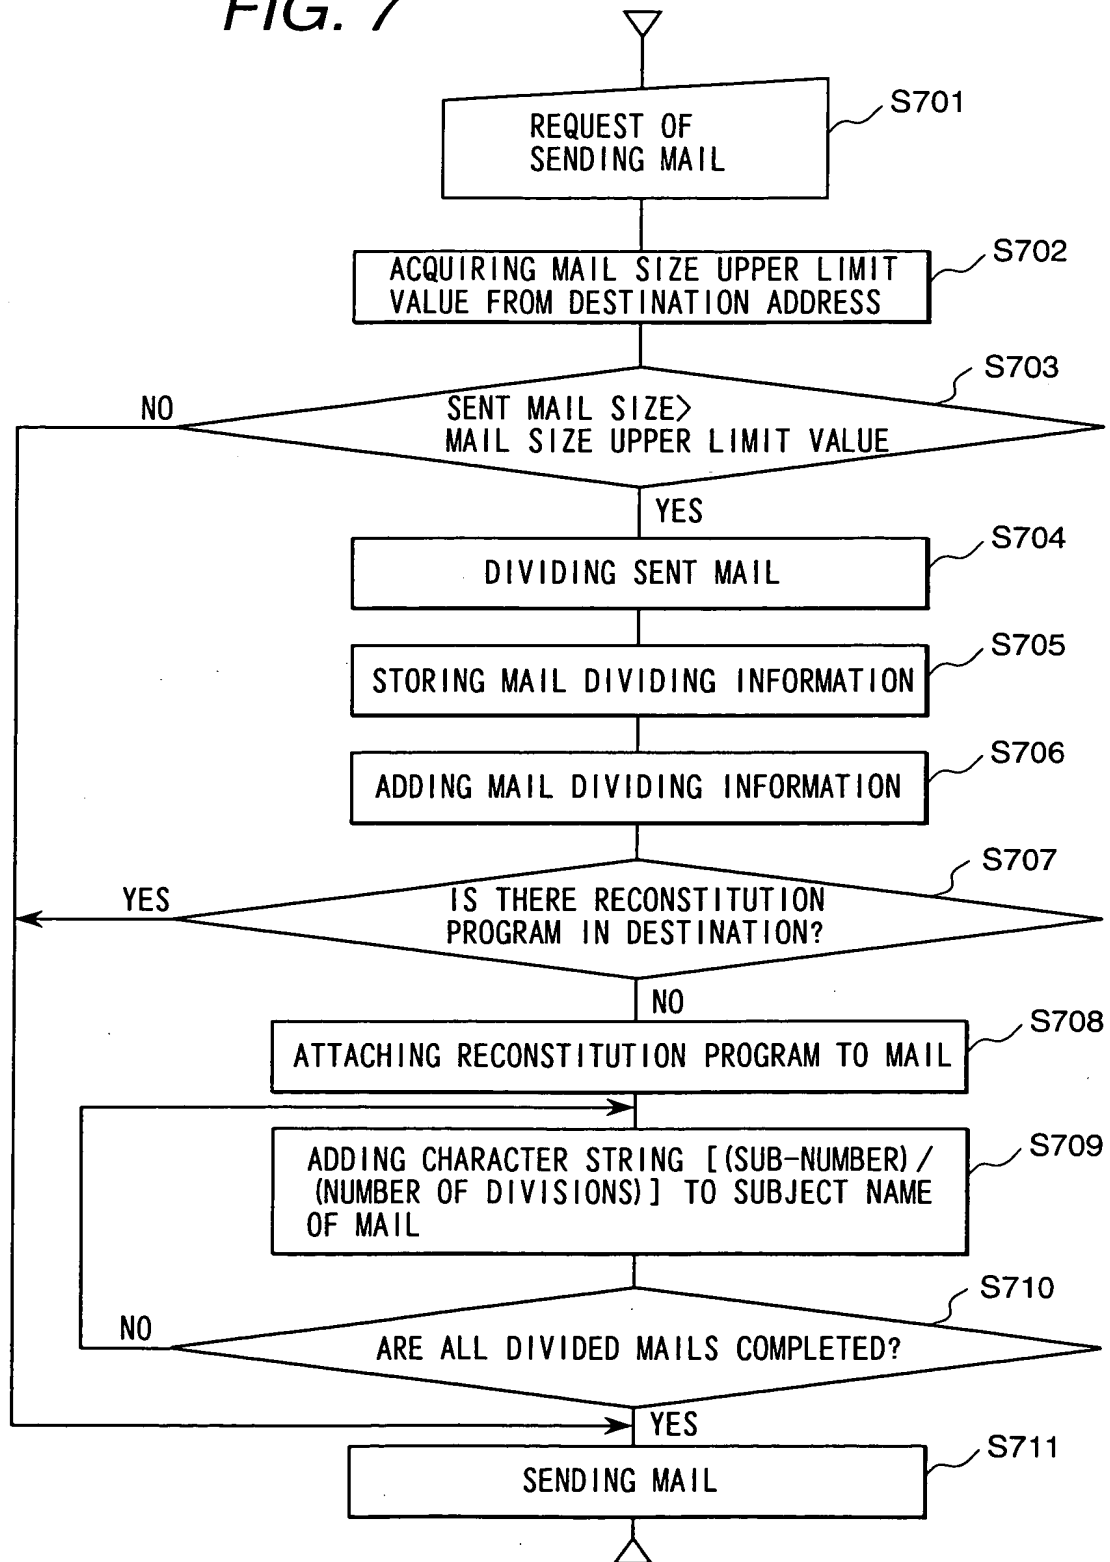 FIG. 7
REQUEST OF
SENDING MAIL
S701
ACQUIRING MAIL SIZE UPPER LIMIT
VALUE FROM DESTINATION ADDRESS
S702
SENT MAIL SIZE>
MAIL SIZE UPPER LIMIT VALUE
S703
NO
YES
DIVIDING SENT MAIL
S704
STORING MAIL DIVIDING INFORMATION
S705
ADDING MAIL DIVIDING INFORMATION
S706
IS THERE RECONSTITUTION
PROGRAM IN DESTINATION?
S707
YES
NO
ATTACHING RECONSTITUTION PROGRAM TO MAIL
S708
ADDING CHARACTER STRING [(SUB-NUMBER)/
(NUMBER OF DIVISIONS)] TO SUBJECT NAME
OF MAIL
S709
ARE ALL DIVIDED MAILS COMPLETED?
S710
NO
YES
SENDING MAIL
S711